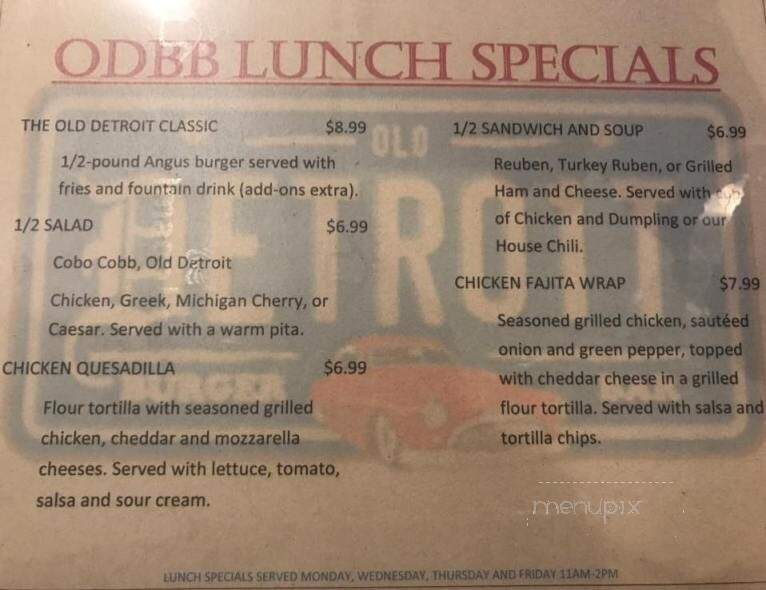 ODBB LUNCH SPECIALS
THE OLD DETROIT CLASSIC $8.99
1/2-pound Angus burger served with
fries and fountain drink (add-ons extra).
1/2 SALAD $6.99
Cobo Cobb, Old Detroit
Chicken, Greek, Michigan Cherry, or
Caesar. Served with a warm pita.
CHICKEN QUESADILLA $6.99
Flour tortilla with seasoned grilled
chicken, cheddar and mozzarella
cheeses. Served with lettuce, tomato,
salsa and sour cream.
1/2 SANDWICH AND SOUP $6.99
Reuben, Turkey Ruben, or Grilled
Ham and Cheese. Served with cup
of Chicken and Dumpling or our
House Chili.
CHICKEN FAJITA WRAP $7.99
Seasoned grilled chicken, sautéed
onion and green pepper, topped
with cheddar cheese in a grilled
flour tortilla. Served with salsa and
tortilla chips.
OLD
DETROIT
BURGER
menupix
LUNCH SPECIALS SERVED MONDAY, WEDNESDAY, THURSDAY AND FRIDAY 11AM-2PM